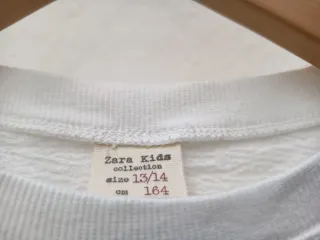 Zara Kids
collection
size 13/14
cm 164